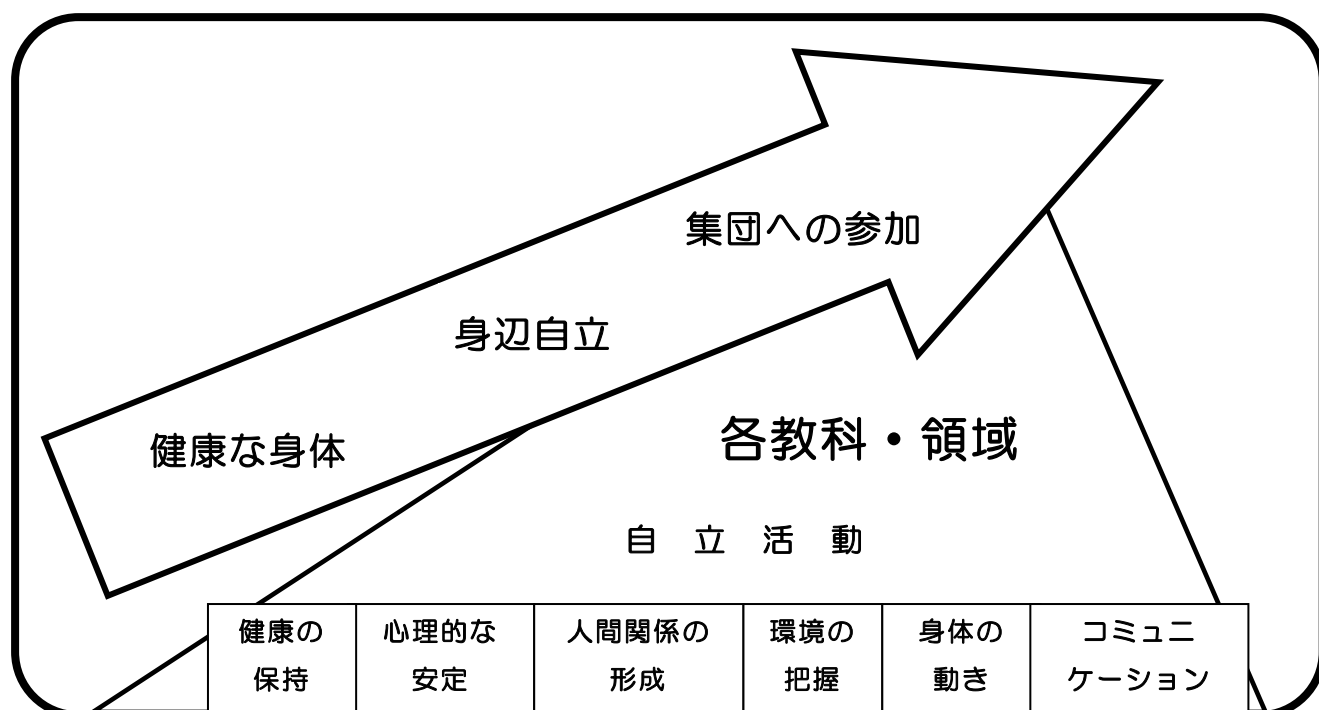 集団への参加
身辺自立
健康な身体
各教科・領域
自 立 活 動
健康の
保持
心理的な
安定
人間関係の
形成
環境の
把握
身体の
動き
コミュニ
ケーション